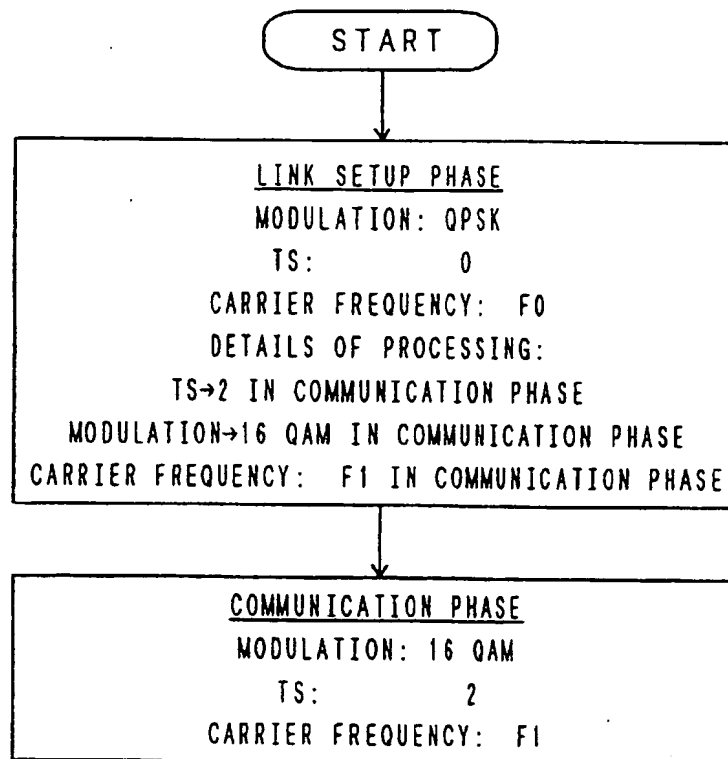 START
LINK SETUP PHASE
MODULATION: QPSK
TS: 0
CARRIER FREQUENCY: F0
DETAILS OF PROCESSING:
TS→2 IN COMMUNICATION PHASE
MODULATION→16 QAM IN COMMUNICATION PHASE
CARRIER FREQUENCY: F1 IN COMMUNICATION PHASE
COMMUNICATION PHASE
MODULATION: 16 QAM
TS: 2
CARRIER FREQUENCY: F1